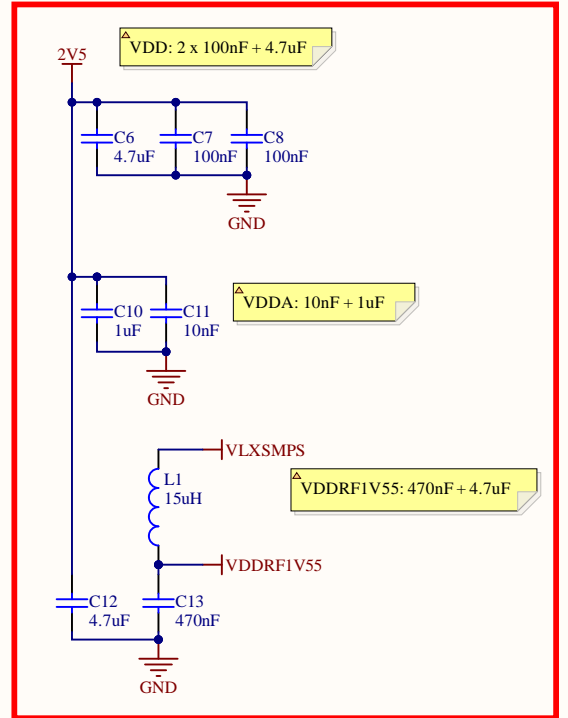 VDD: 2 x 100nF + 4.7uF
2V5
C6
4.7uF
C7
100nF
C8
100nF
GND
C10
1uF
C11
10nF
VDDA: 10nF + 1uF
GND
VLXSMPS
L1
15uH
VDDRF1V55: 470nF + 4.7uF
VDDRF1V55
C12
4.7uF
C13
470nF
GND